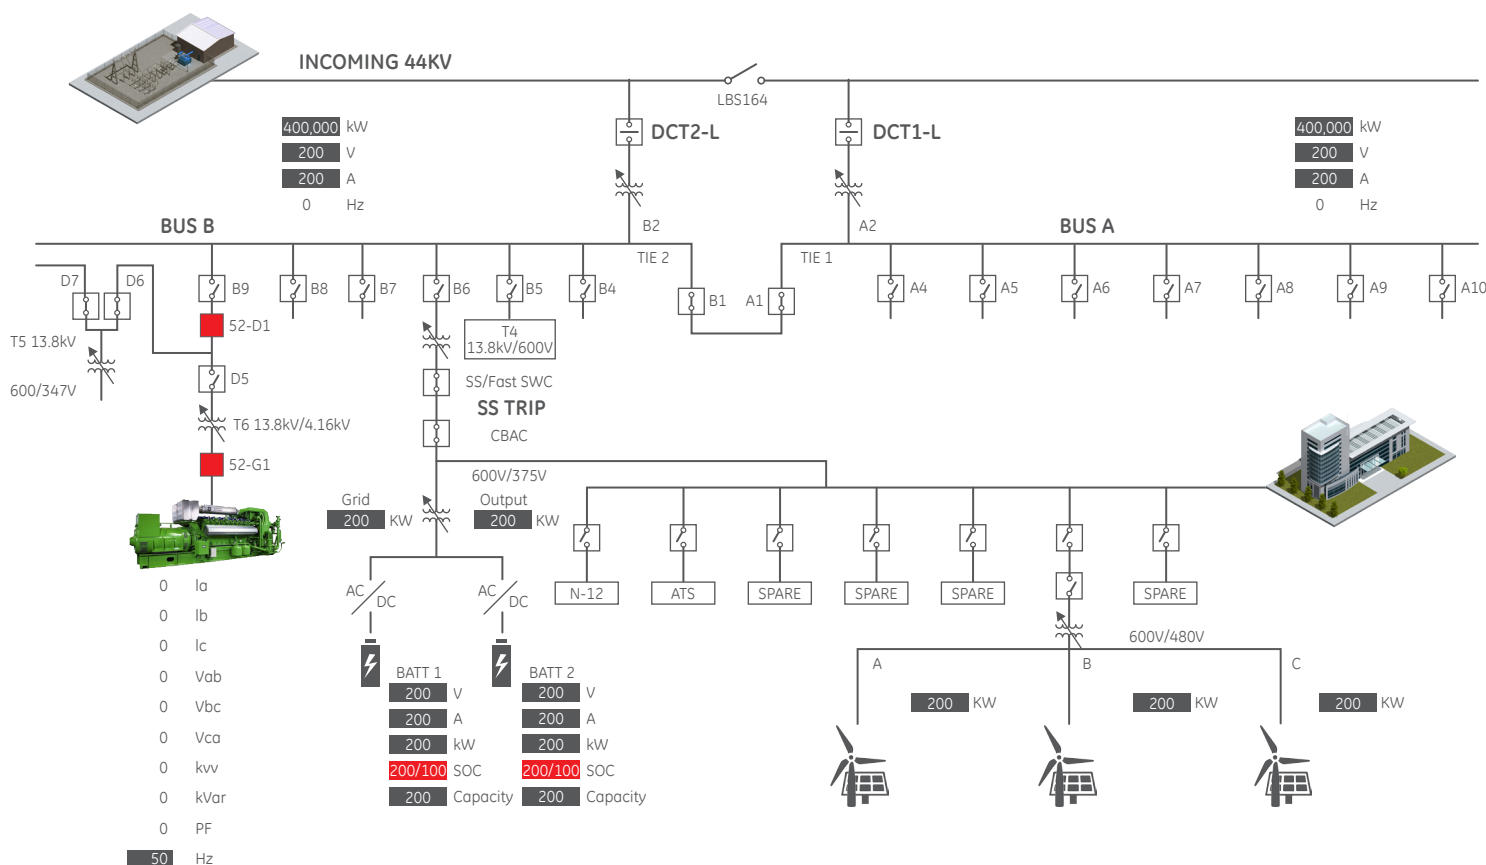 INCOMING 44KV
LBS164
400,000 kW
200 V
200 A
0 Hz
DCT2-L
DCT1-L
400,000 kW
200 V
200 A
0 Hz
BUS B
B2
A2
BUS A
TIE 2
TIE 1
D7
D6
B9
B8
B7
B6
B5
B4
B1
A1
A4
A5
A6
A7
A8
A9
A10
52-D1
T5 13.8kV
600/347V
D5
T4
13.8kV/600V
SS/Fast SWC
SS TRIP
CBAC
T6 13.8kV/4.16kV
52-G1
600V/375V
Grid
200 KW
Output
200 KW
N-12
ATS
SPARE
SPARE
SPARE
SPARE
AC
DC
AC
DC
600V/480V
A
B
C
200 KW
200 KW
200 KW
BATT 1
200 V
200 A
200 kW
200/100 SOC
200 Capacity
BATT 2
200 V
200 A
200 kW
200/100 SOC
200 Capacity
0 Ia
0 Ib
0 Ic
0 Vab
0 Vbc
0 Vca
0 kvv
0 kVar
0 PF
50 Hz